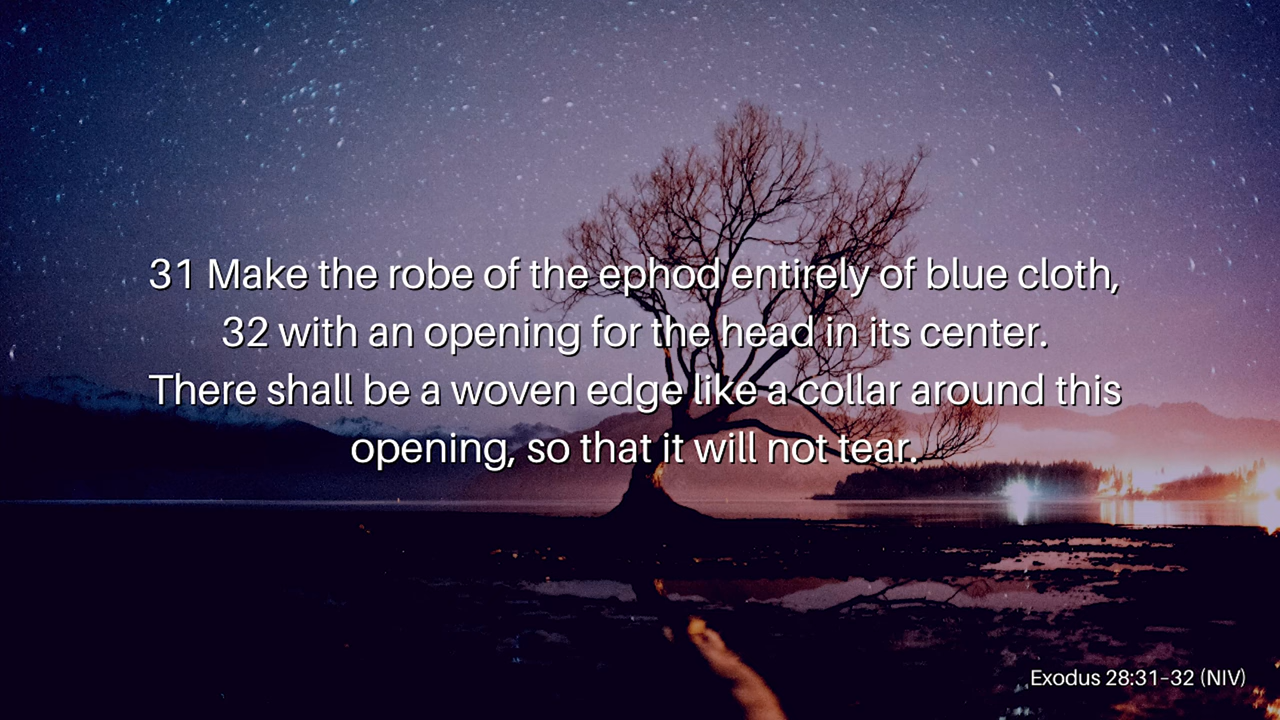 31 Make the robe of the ephod entirely of blue cloth,
32 with an opening for the head in its center.
There shall be a woven edge like a collar around this
opening, so that it will not tear.
Exodus 28:31–32 (NIV)